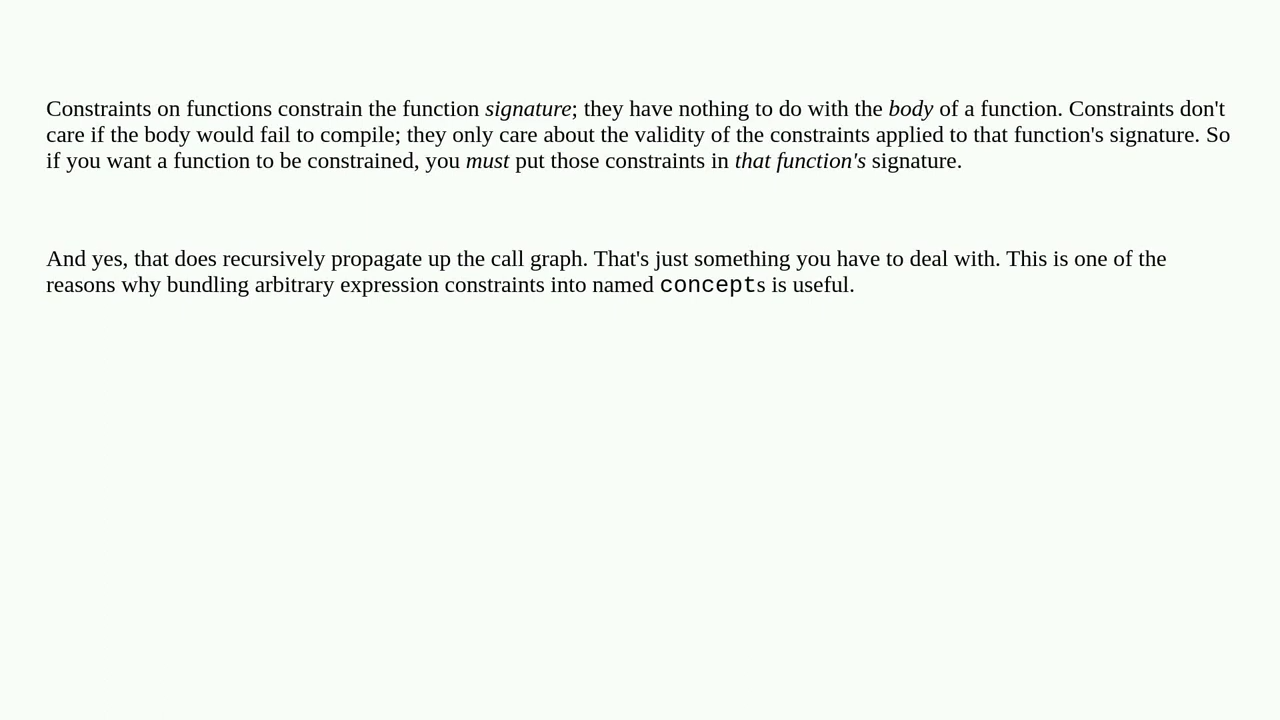 Constraints on functions constrain the function signature; they have nothing to do with the body of a function. Constraints don't
care if the body would fail to compile; they only care about the validity of the constraints applied to that function's signature. So
if you want a function to be constrained, you must put those constraints in that function's signature.
And yes, that does recursively propagate up the call graph. That's just something you have to deal with. This is one of the
reasons why bundling arbitrary expression constraints into named concepts is useful.